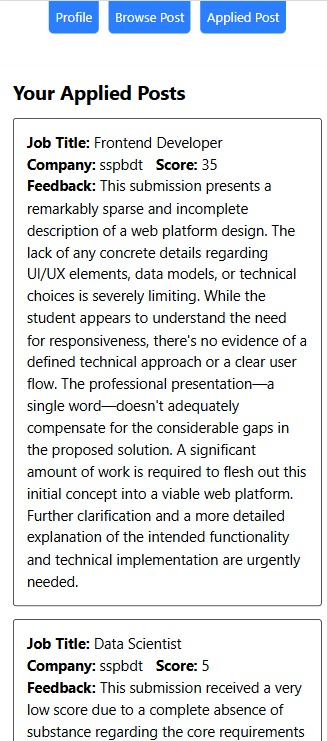 Profile Browse Post Applied Post
Your Applied Posts
Job Title: Frontend Developer
Company: sspbdt Score: 35
Feedback: This submission presents a
remarkably sparse and incomplete
description of a web platform design. The
lack of any concrete details regarding
UI/UX elements, data models, or technical
choices is severely limiting. While the
student appears to understand the need
for responsiveness, there's no evidence of a
defined technical approach or a clear user
flow. The professional presentation—a
single word—doesn't adequately
compensate for the considerable gaps in
the proposed solution. A significant
amount of work is required to flesh out this
initial concept into a viable web platform.
Further clarification and a more detailed
explanation of the intended functionality
and technical implementation are urgently
needed.
Job Title: Data Scientist
Company: sspbdt Score: 5
Feedback: This submission received a very
low score due to a complete absence of
substance regarding the core requirements